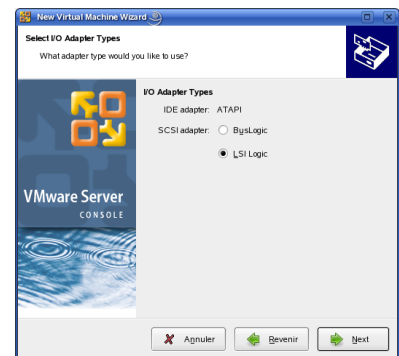 New Virtual Machine Wizard
Select I/O Adapter Types
What adapter type would you like to use?
I/O Adapter Types
IDE adapter: ATAPI
SCSI adapter: BusLogic
LSI Logic
VMware Server
CONSOLE
Annuler Revenir Next